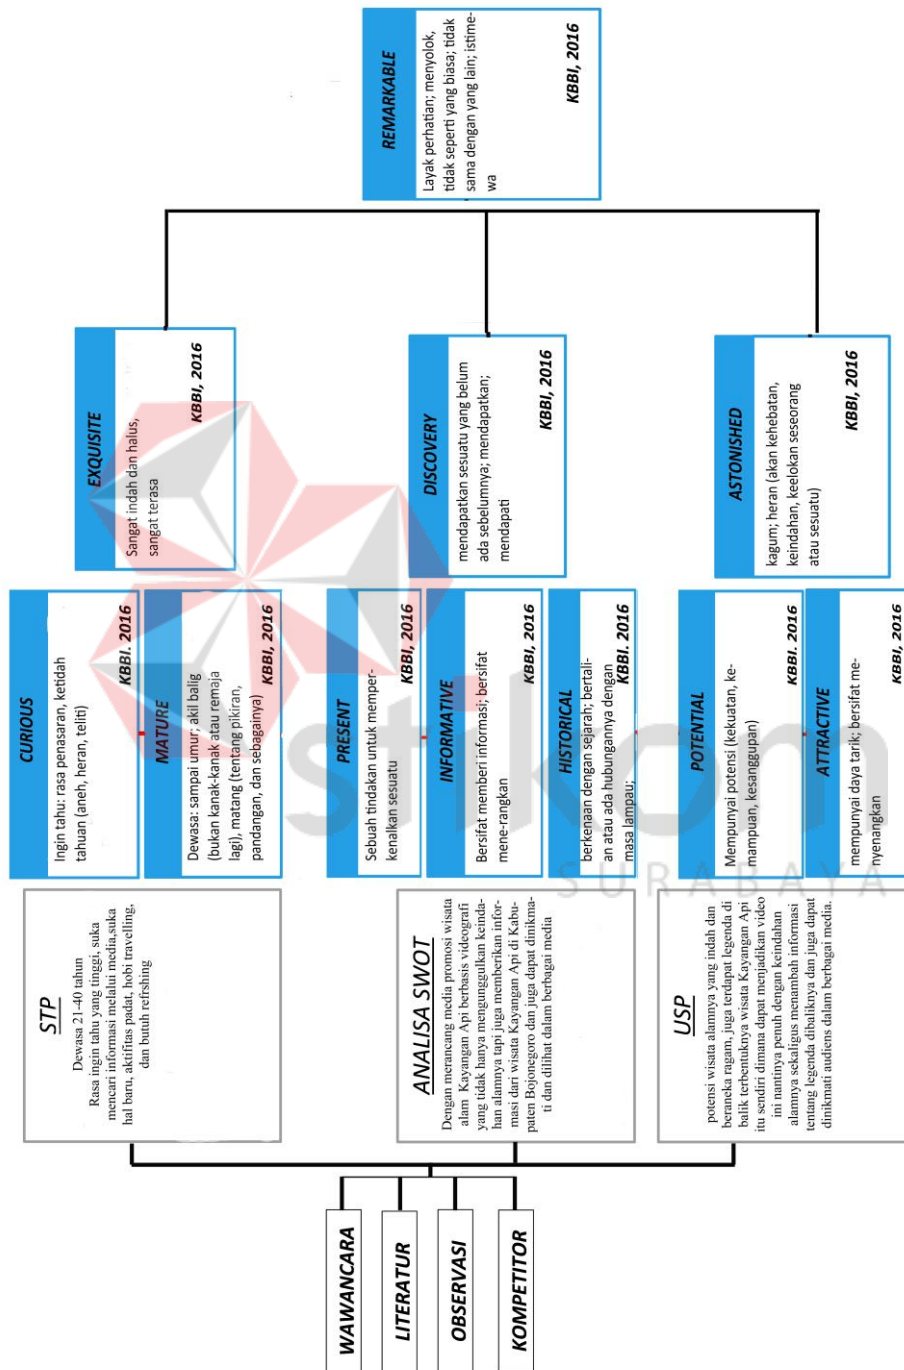 WAWANCARA
LITERATUR
OBSERVASI
KOMPETITOR
STP
Dewasa 21-40 tahun
Rasa ingin tahu yang tinggi, suka
mencari informasi melalui media,suka
hal baru, aktifitas padat, hobi travelling,
dan butuh refrshing
ANALISA SWOT
Dengan merancang media promosi wisata
alam Kayangan Api berbasis videografi
yang tidak hanya mengunggulkan keinda-
han alamnya tapi juga memberikan infor-
masi dari wisata Kayangan Api di Kabu-
paten Bojonegoro dan juga dapat dinikma-
ti dan dilihat dalam berbagai media
USP
potensi wisata alamnya yang indah dan
beraneka ragam, juga terdapat legenda di
balik terbentuknya wisata Kayangan Api
itu sendiri dimana dapat menjadikan video
ini nantinya penuh dengan keindahan
alamnya sekaligus menambah informasi
tentang legenda dibaliknya dan juga dapat
dinikmati audiens dalam berbagai media.
CURIOUS
Ingin tahu: rasa penasaran, ketidah
tahuan (aneh, heran, teliti)
KBBI. 2016
MATURE
Dewasa: sampai umur; akil balig
(bukan kanak-kanak atau remaja
lagi), matang (tentang pikiran,
pandangan, dan sebagainya)
KBBI, 2016
PRESENT
Sebuah tindakan untuk memper-
kenalkan sesuatu
KBBI, 2016
INFORMATIVE
Bersifat memberi informasi; bersifat
mene-rangkan
KBBI, 2016
HISTORICAL
berkenaan dengan sejarah; bertali-
an atau ada hubungannya dengan
masa lampau;
KBBI. 2016
POTENTIAL
Mempunyai potensi (kekuatan, ke-
mampuan, kesanggupan)
KBBI. 2016
ATTRACTIVE
mempunyai daya tarik; bersifat me-
nyenangkan
KBBI, 2016
EXQUISITE
Sangat indah dan halus,
sangat terasa
KBBI, 2016
DISCOVERY
mendapatkan sesuatu yang belum
ada sebelumnya; mendapatkan;
mendapati
KBBI, 2016
ASTONISHED
kagum; heran (akan kehebatan,
keindahan, keelokan seseorang
atau sesuatu)
KBBI, 2016
REMARKABLE
Layak perhatian; menyolok,
tidak seperti yang biasa; tidak
sama dengan yang lain; istime-
wa
KBBI, 2016
stikom
SURABAYA